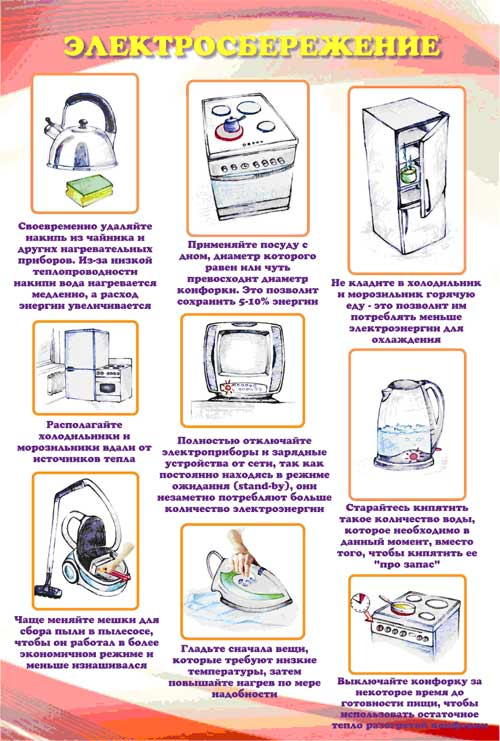 ЭЛЕКТРОСБЕРЕЖЕНИЕ
Своевременно удаляйте
накипь из чайника и
других нагревательных
приборов. Из-за низкой
теплопроводности
накипи вода нагревается
медленно, а расход
энергии увеличивается
Применяйте посуду с
дном, диаметр которого
равен или чуть
превосходит диаметр
конфорки. Это позволит
сохранить 5-10% энергии
Не кладите в холодильник
и морозильник горячую
еду - это позволит им
потреблять меньше
электроэнергии для
охлаждения
Располагайте
холодильники и
морозильники вдали от
источников тепла
Полностью отключайте
электроприборы и зарядные
устройства от сети, так как
постоянно находясь в режиме
ожидания (stand-by), они
незаметно потребляют больше
количество электроэнергии
Старайтесь кипятить
такое количество воды,
которое необходимо в
данный момент, вместо
того, чтобы кипятить ее
"про запас"
Чаще меняйте мешки для
сбора пыли в пылесосе,
чтобы он работал в более
экономичном режиме и
меньше изнашивался
Гладьте сначала вещи,
которые требуют низкие
температуры, затем
повышайте нагрев по мере
надобности
Выключайте конфорку за
некоторое время до
готовности пищи, чтобы
использовать остаточное
тепло разогретой конфорки